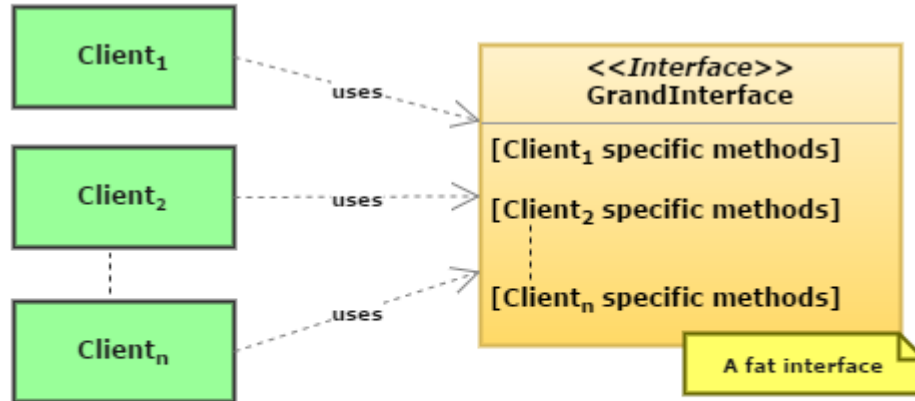 Client₁
uses
<<Interface>>
GrandInterface
[Client₁ specific methods]
Client₂
uses
[Client₂ specific methods]
Clientₙ
uses
[Clientₙ specific methods]
A fat interface